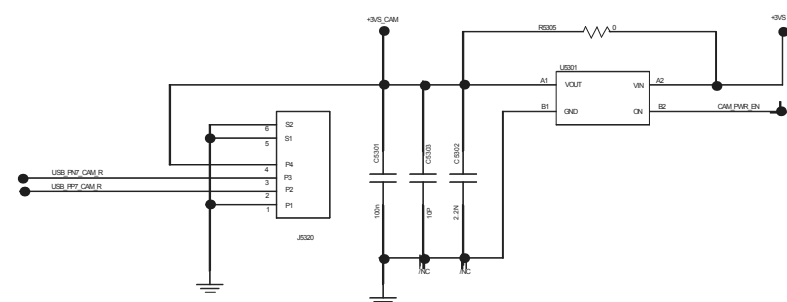 +3VS_CAM
R5305 0
+3VS
U5301
A1 VOUT VIN A2
B1 GND ON B2 CAM_PWR_EN
S2
6
S1
5
P4
4
USB_PN7_CAM_R P3
3
USB_PP7_CAM_R P2
2
P1
1
J5320
C5301
100n
C5303
10P
C5302
2.2N
/NC
/NC